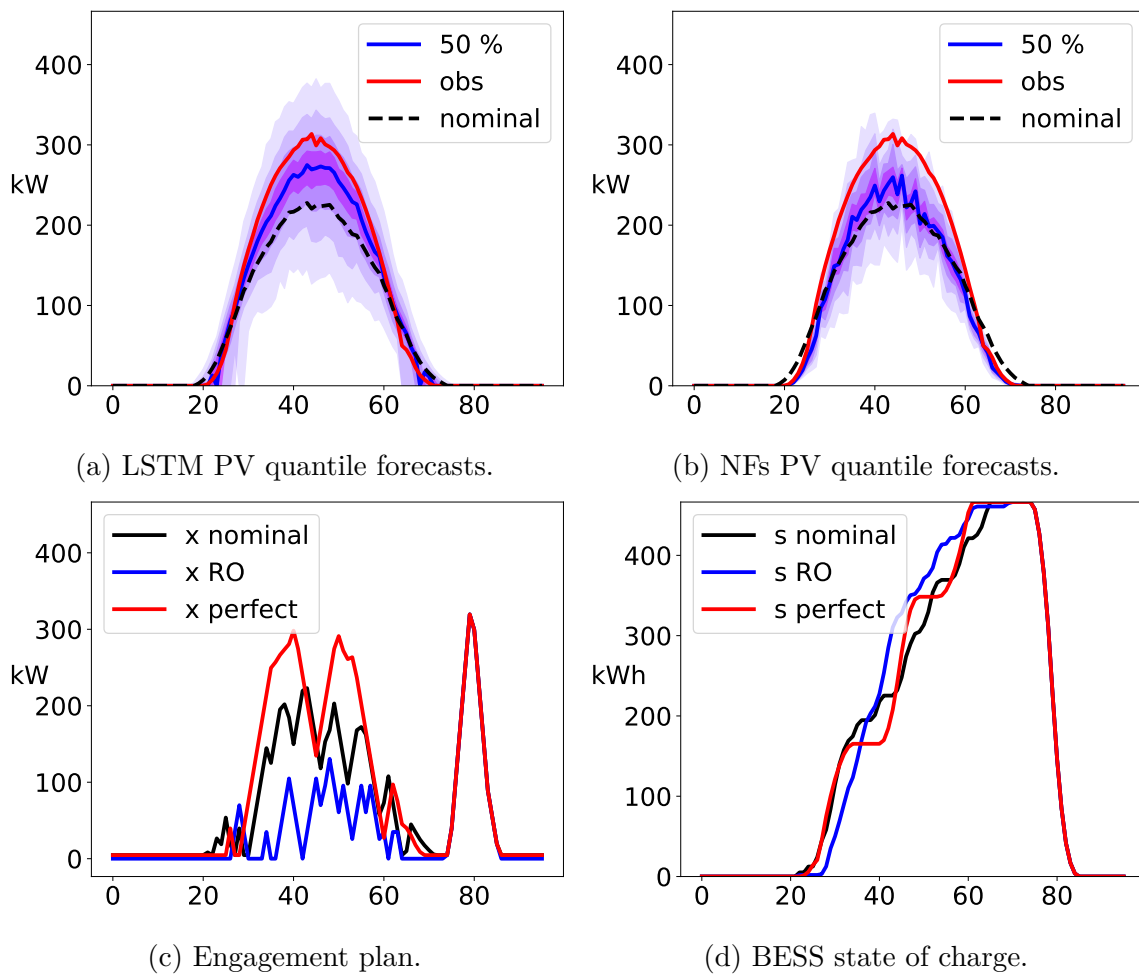 50 %
obs
nominal
400
300
kW
200
100
0
0 20 40 60 80
(a) LSTM PV quantile forecasts.
50 %
obs
nominal
400
300
kW
200
100
0
0 20 40 60 80
(b) NFs PV quantile forecasts.
x nominal
x RO
x perfect
400
300
kW
200
100
0
0 20 40 60 80
(c) Engagement plan.
s nominal
s RO
s perfect
400
300
kWh
200
100
0
0 20 40 60 80
(d) BESS state of charge.